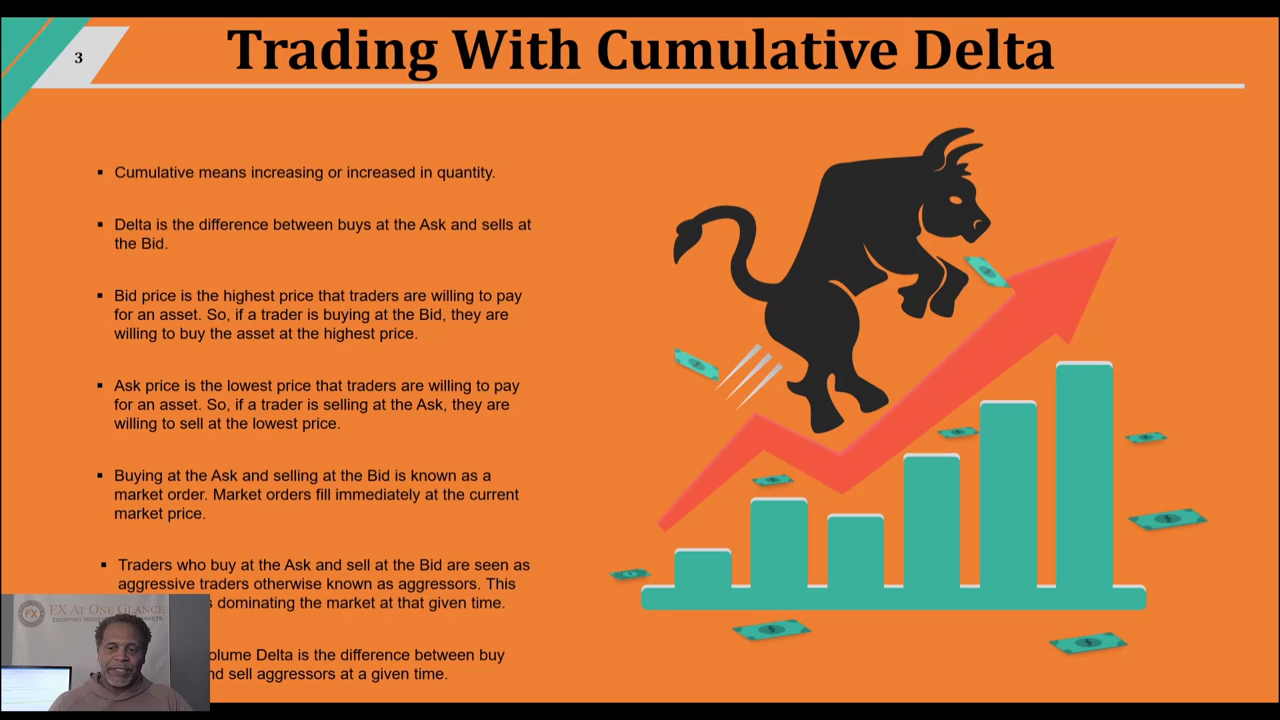 3
Trading With Cumulative Delta
▪ Cumulative means increasing or increased in quantity.
▪ Delta is the difference between buys at the Ask and sells at
the Bid.
▪ Bid price is the highest price that traders are willing to pay
for an asset. So, if a trader is buying at the Bid, they are
willing to buy the asset at the highest price.
▪ Ask price is the lowest price that traders are willing to pay
for an asset. So, if a trader is selling at the Ask, they are
willing to sell at the lowest price.
▪ Buying at the Ask and selling at the Bid is known as a
market order. Market orders fill immediately at the current
market price.
▪ Traders who buy at the Ask and sell at the Bid are seen as
aggressive traders otherwise known as aggressors. This
dominating the market at that given time.
Delta is the difference between buy
sell aggressors at a given time.
FX
FX At One Glance